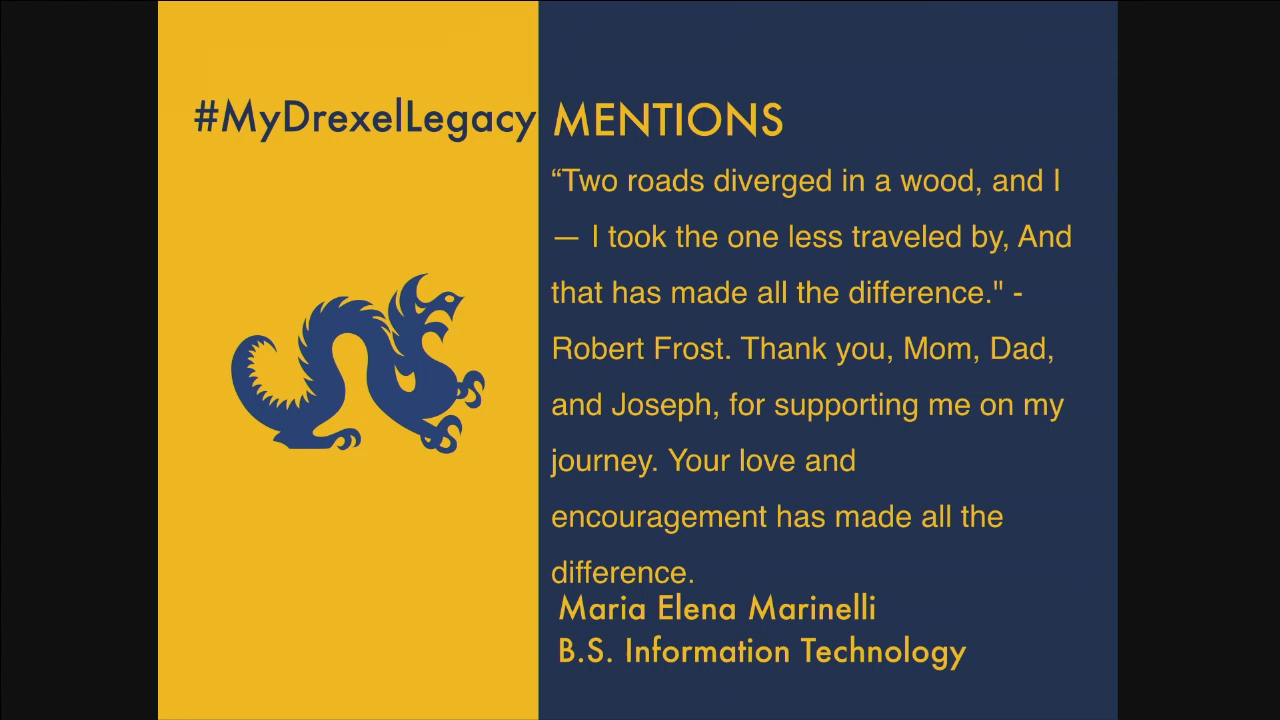 #MyDrexelLegacy MENTIONS
“Two roads diverged in a wood, and I
— I took the one less traveled by, And
that has made all the difference." -
Robert Frost. Thank you, Mom, Dad,
and Joseph, for supporting me on my
journey. Your love and
encouragement has made all the
difference.
Maria Elena Marinelli
B.S. Information Technology